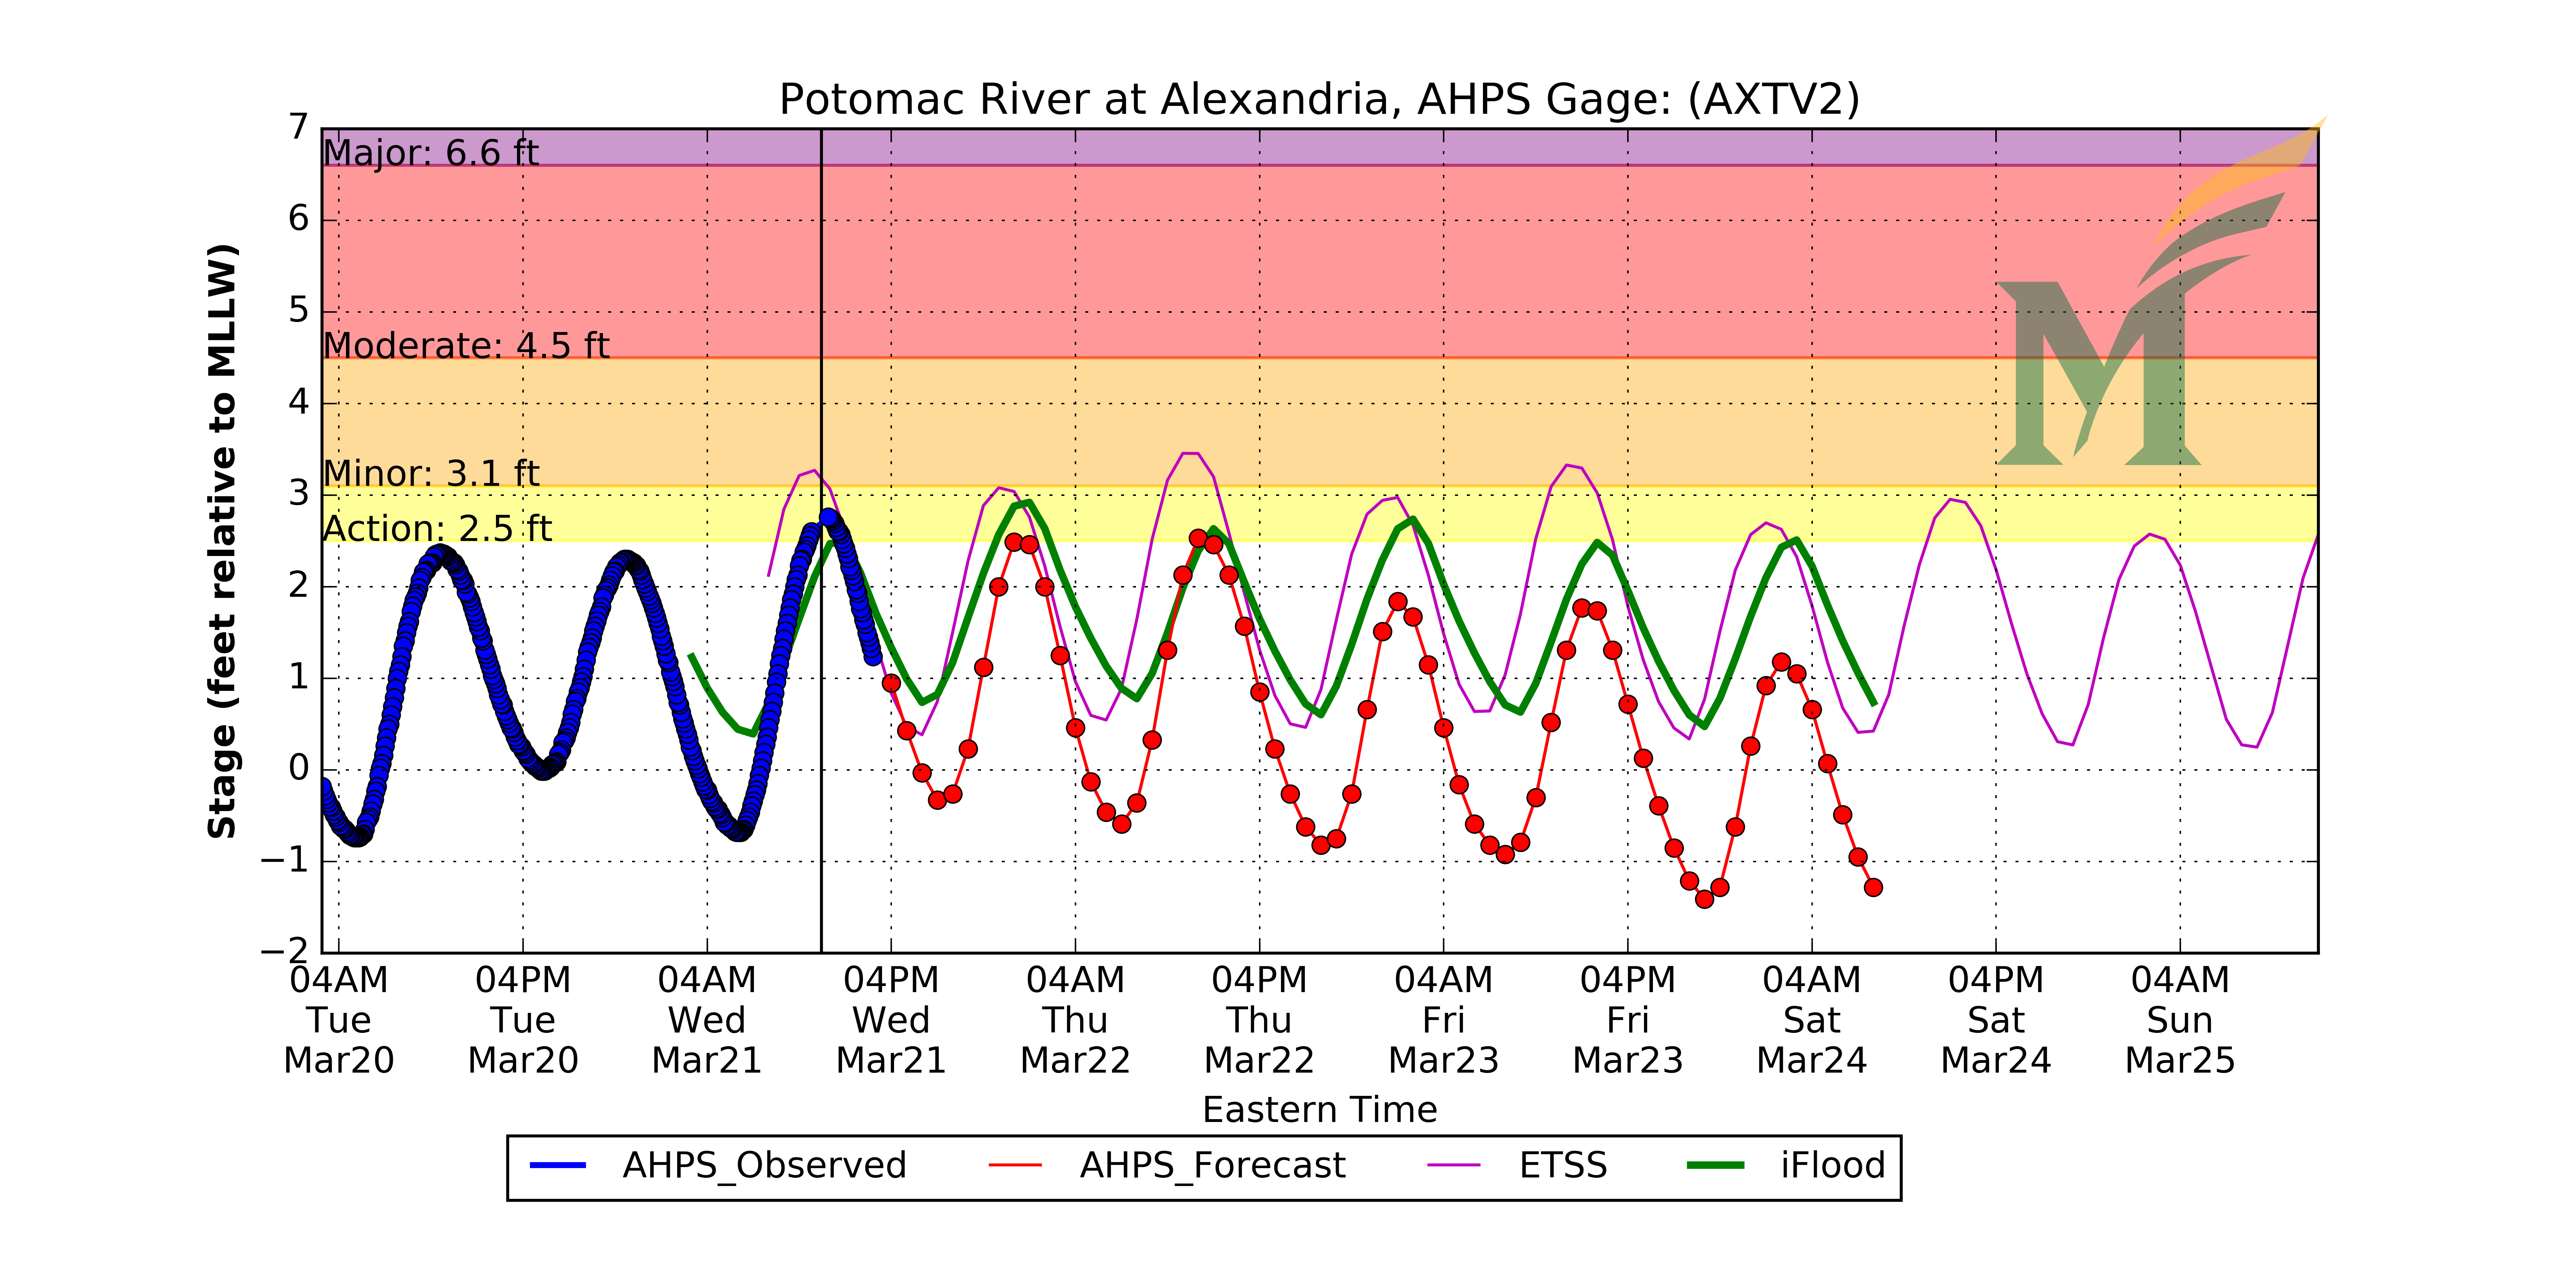 Potomac River at Alexandria, AHPS Gage: (AXTV2)
Stage (feet relative to MLLW)
7
6
5
4
3
2
1
0
−1
−2
Major: 6.6 ft
Moderate: 4.5 ft
Minor: 3.1 ft
Action: 2.5 ft
M
04AM 04PM 04AM 04PM 04AM 04PM 04AM 04PM 04AM 04PM 04AM
Tue Tue Wed Wed Thu Thu Fri Fri Sat Sat Sun
Mar20 Mar20 Mar21 Mar21 Mar22 Mar22 Mar23 Mar23 Mar24 Mar24 Mar25
Eastern Time
AHPS_Observed AHPS_Forecast ETSS iFlood